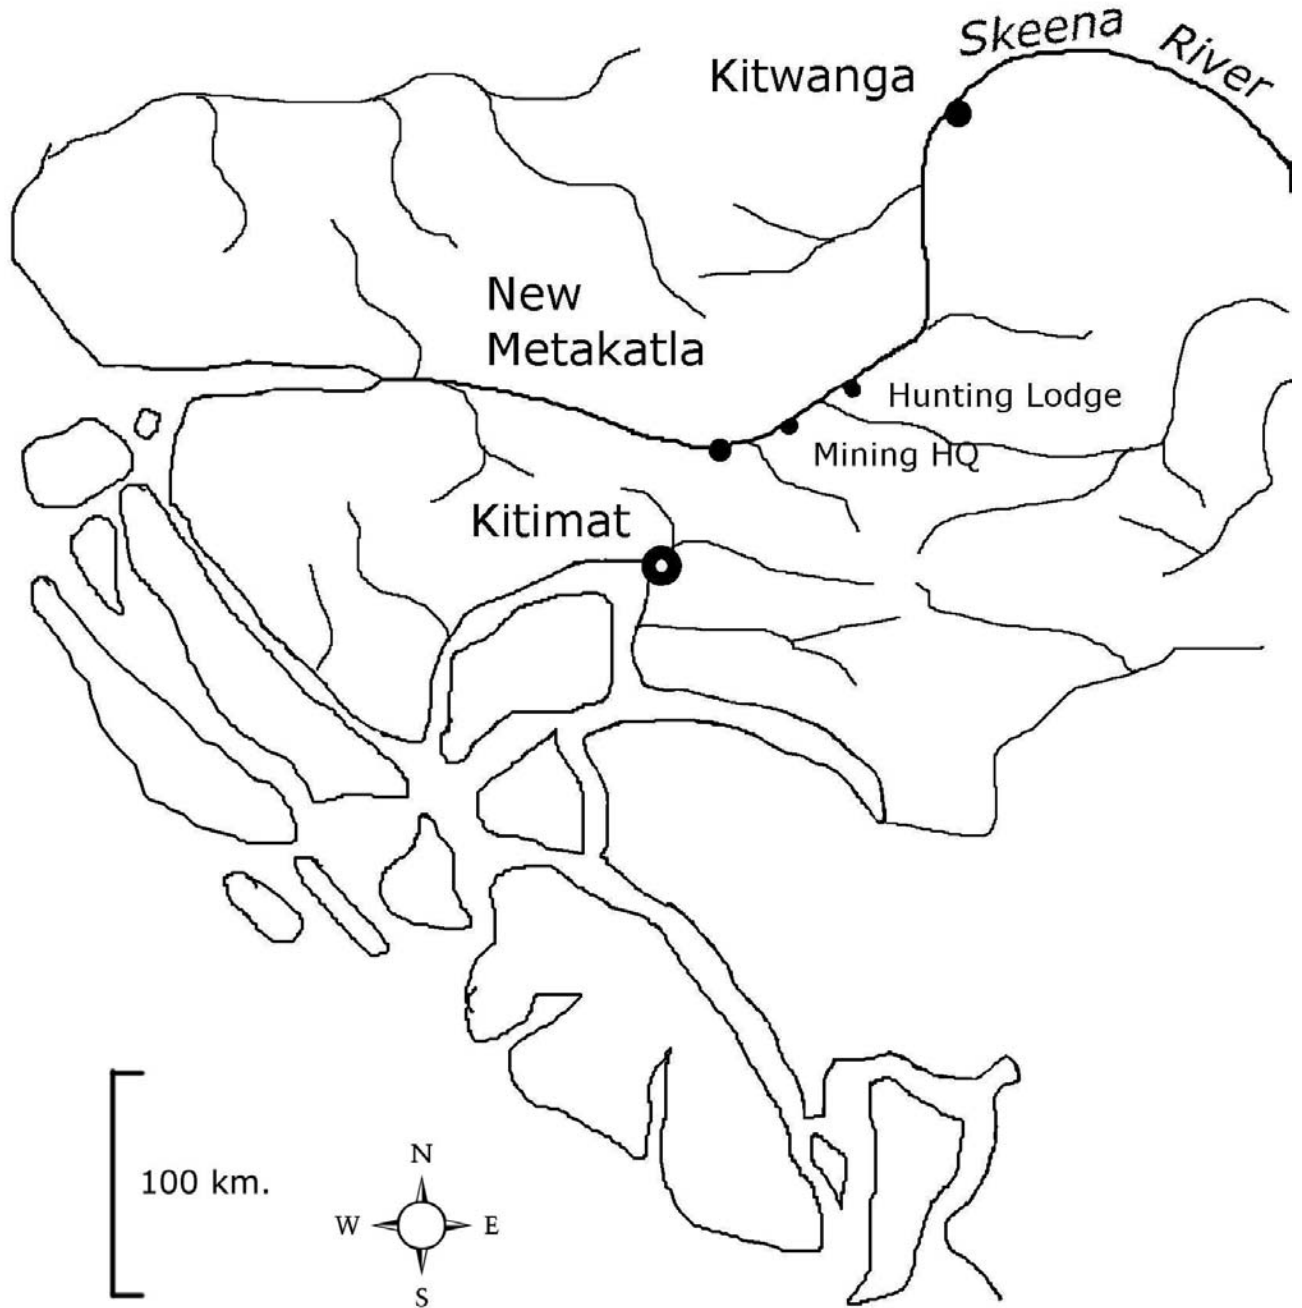 Skeena River
Kitwanga
New
Metakatla
Hunting Lodge
Mining HQ
Kitimat
100 km.
N
W
E
S